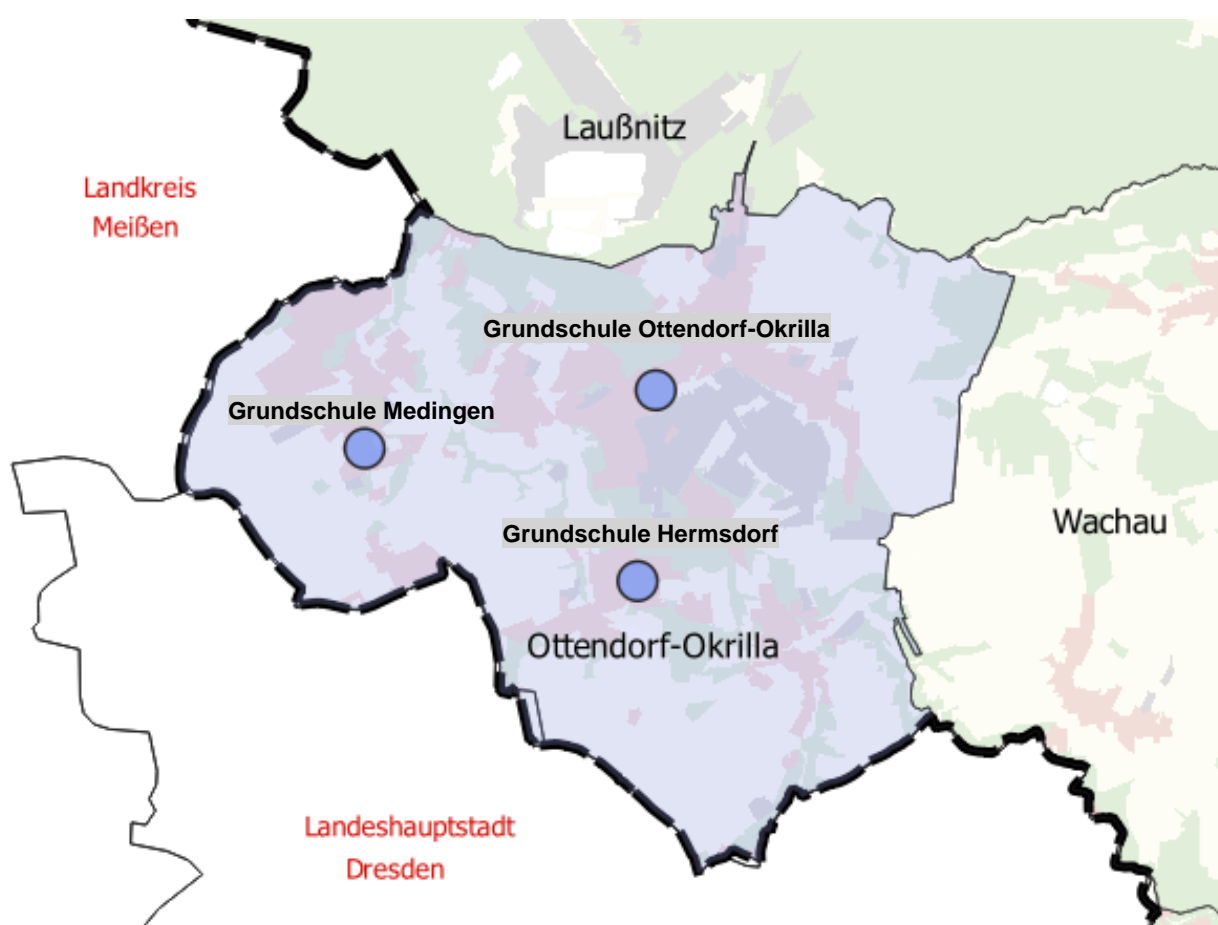 Laußnitz
Landkreis
Meißen
Grundschule Ottendorf-Okrilla
Grundschule Medingen
Wachau
Grundschule Hermsdorf
Ottendorf-Okrilla
Landeshauptstadt
Dresden